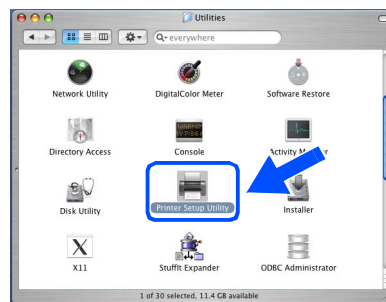 Utilities
everywhere
Network Utility
DigitalColor Meter
Software Restore
Directory Access
Console
Disk Utility
Printer Setup Utility
Installer
X11
StuffIt Expander
ODBC Administrator
1 of 30 selected, 11.4 GB available